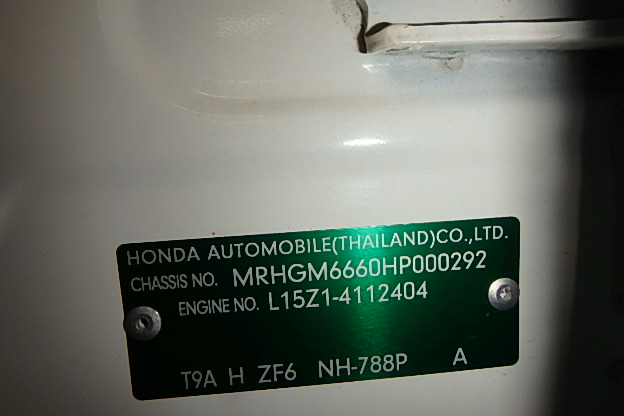 HONDA AUTOMOBILE(THAILAND)CO.,LTD.
CHASSIS NO. MRHGM6660HP000292
ENGINE NO. L15Z1-4112404
T9A H ZF6 NH-788P A